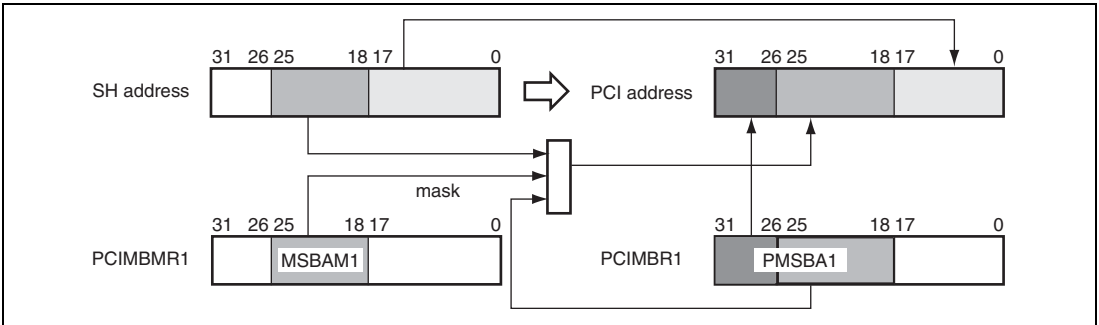 31 26 25 18 17 0
31 26 25 18 17 0
SH address
PCI address
mask
31 26 25 18 17 0
31 26 25 18 17 0
PCIMBMR1
MSBAM1
PCIMBR1
PMSBA1